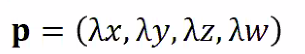 p = (λx, λy, λz, λw)